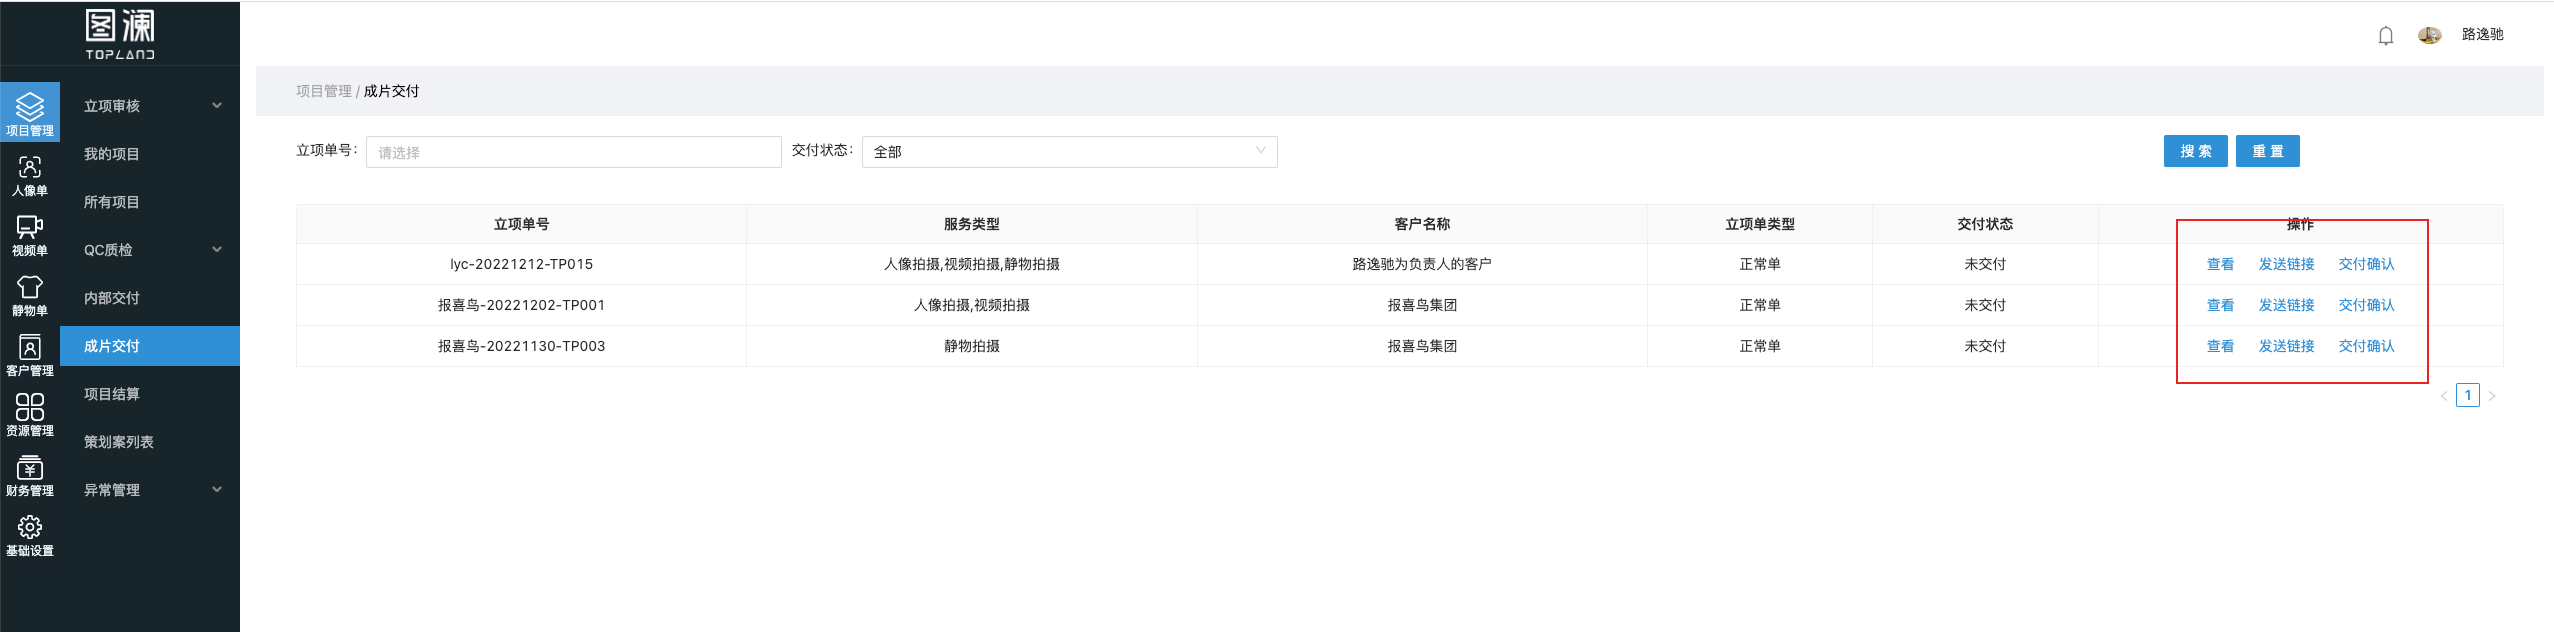 图澜
TOPLAND
路逸驰
项目管理
人像单
视频单
静物单
客户管理
资源管理
财务管理
基础设置
立项审核
我的项目
所有项目
QC质检
内部交付
成片交付
项目结算
策划案列表
异常管理
项目管理 / 成片交付
立项单号: 请选择 交付状态: 全部 搜 索 重 置
立项单号 服务类型 客户名称 立项单类型 交付状态 操作
lyc-20221212-TP015 人像拍摄,视频拍摄,静物拍摄 路逸驰为负责人的客户 正常单 未交付 查看 发送链接 交付确认
报喜鸟-20221202-TP001 人像拍摄,视频拍摄 报喜鸟集团 正常单 未交付 查看 发送链接 交付确认
报喜鸟-20221130-TP003 静物拍摄 报喜鸟集团 正常单 未交付 查看 发送链接 交付确认
< 1 >